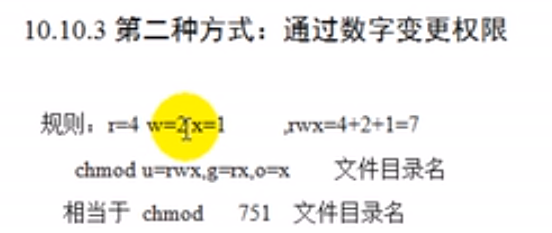 10.10.3 第二种方式：通过数字变更权限
规则：r=4 w=2 x=1 ,rwx=4+2+1=7
chmod u=rwx,g=rx,o=x 文件目录名
相当于 chmod 751 文件目录名